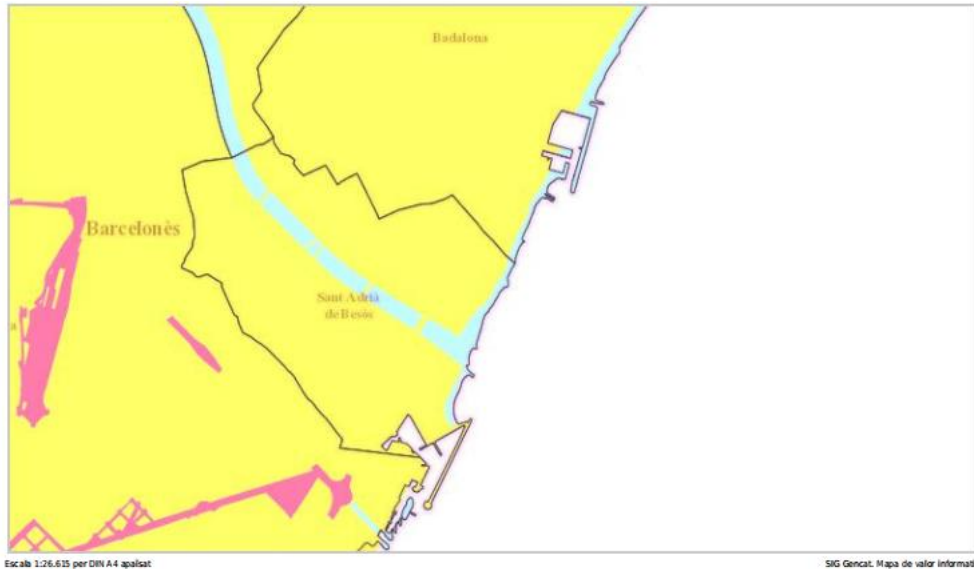 Badalona
Barcelonès
Sant Adrià
de Besòs
a
Escala 1:26.615 per DIN A4 apaïsat
SIG Gencat. Mapa de valor informati